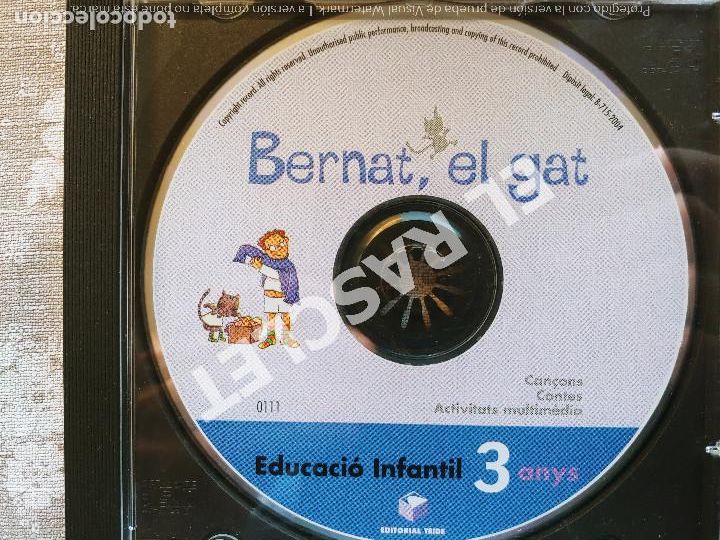 Protegido con la versión de prueba de Visual Watermark. La versión completa no pone esta marca.
todocoleccion
Copyright record. All rights reserved. Unauthorised public performance, broadcasting and copying of this record prohibited. Dipòsit legal: B-715-2004
Bernat, el gat
EL RASCLET
Cançons
Contes
Activitats multimedia
0111
Educació Infantil 3 anys
EDITORIAL TEIDE